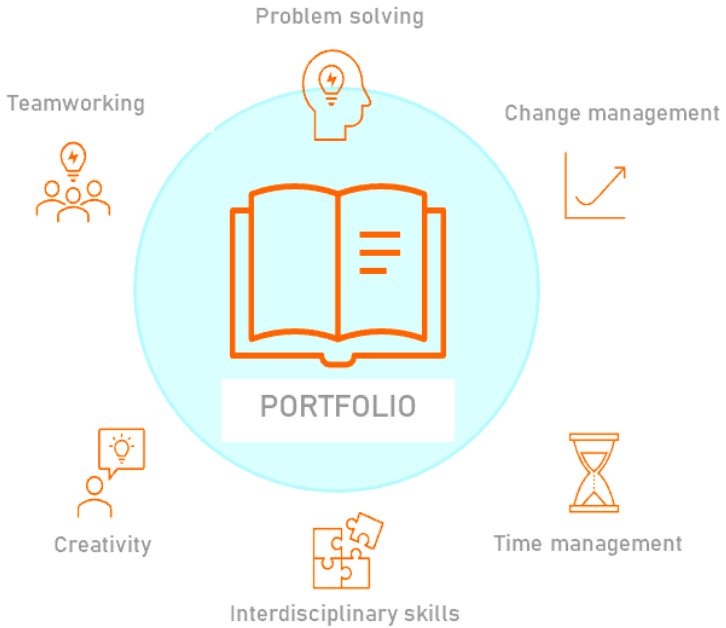 Problem solving
Teamworking
Change management
PORTFOLIO
Creativity
Time management
Interdisciplinary skills